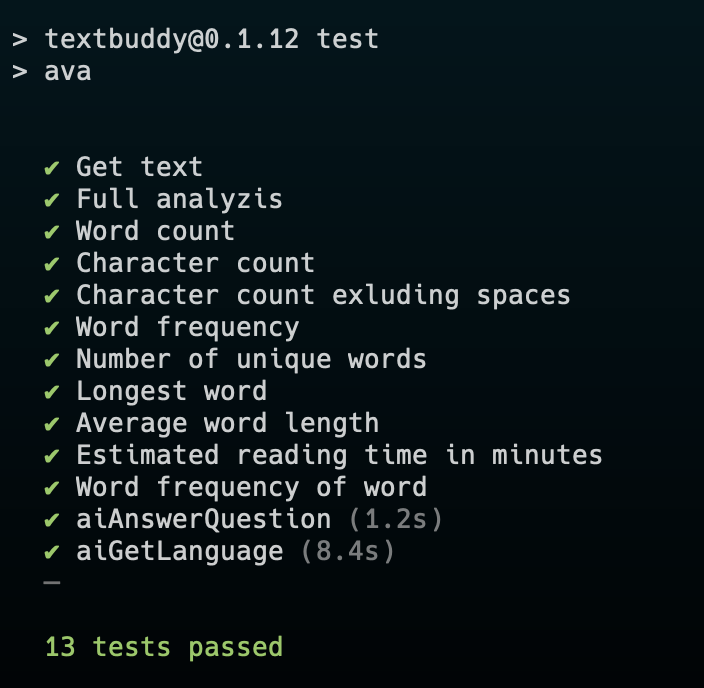 > textbuddy@0.1.12 test
> ava
✔ Get text
✔ Full analyzis
✔ Word count
✔ Character count
✔ Character count exluding spaces
✔ Word frequency
✔ Number of unique words
✔ Longest word
✔ Average word length
✔ Estimated reading time in minutes
✔ Word frequency of word
✔ aiAnswerQuestion (1.2s)
✔ aiGetLanguage (8.4s)
─
13 tests passed